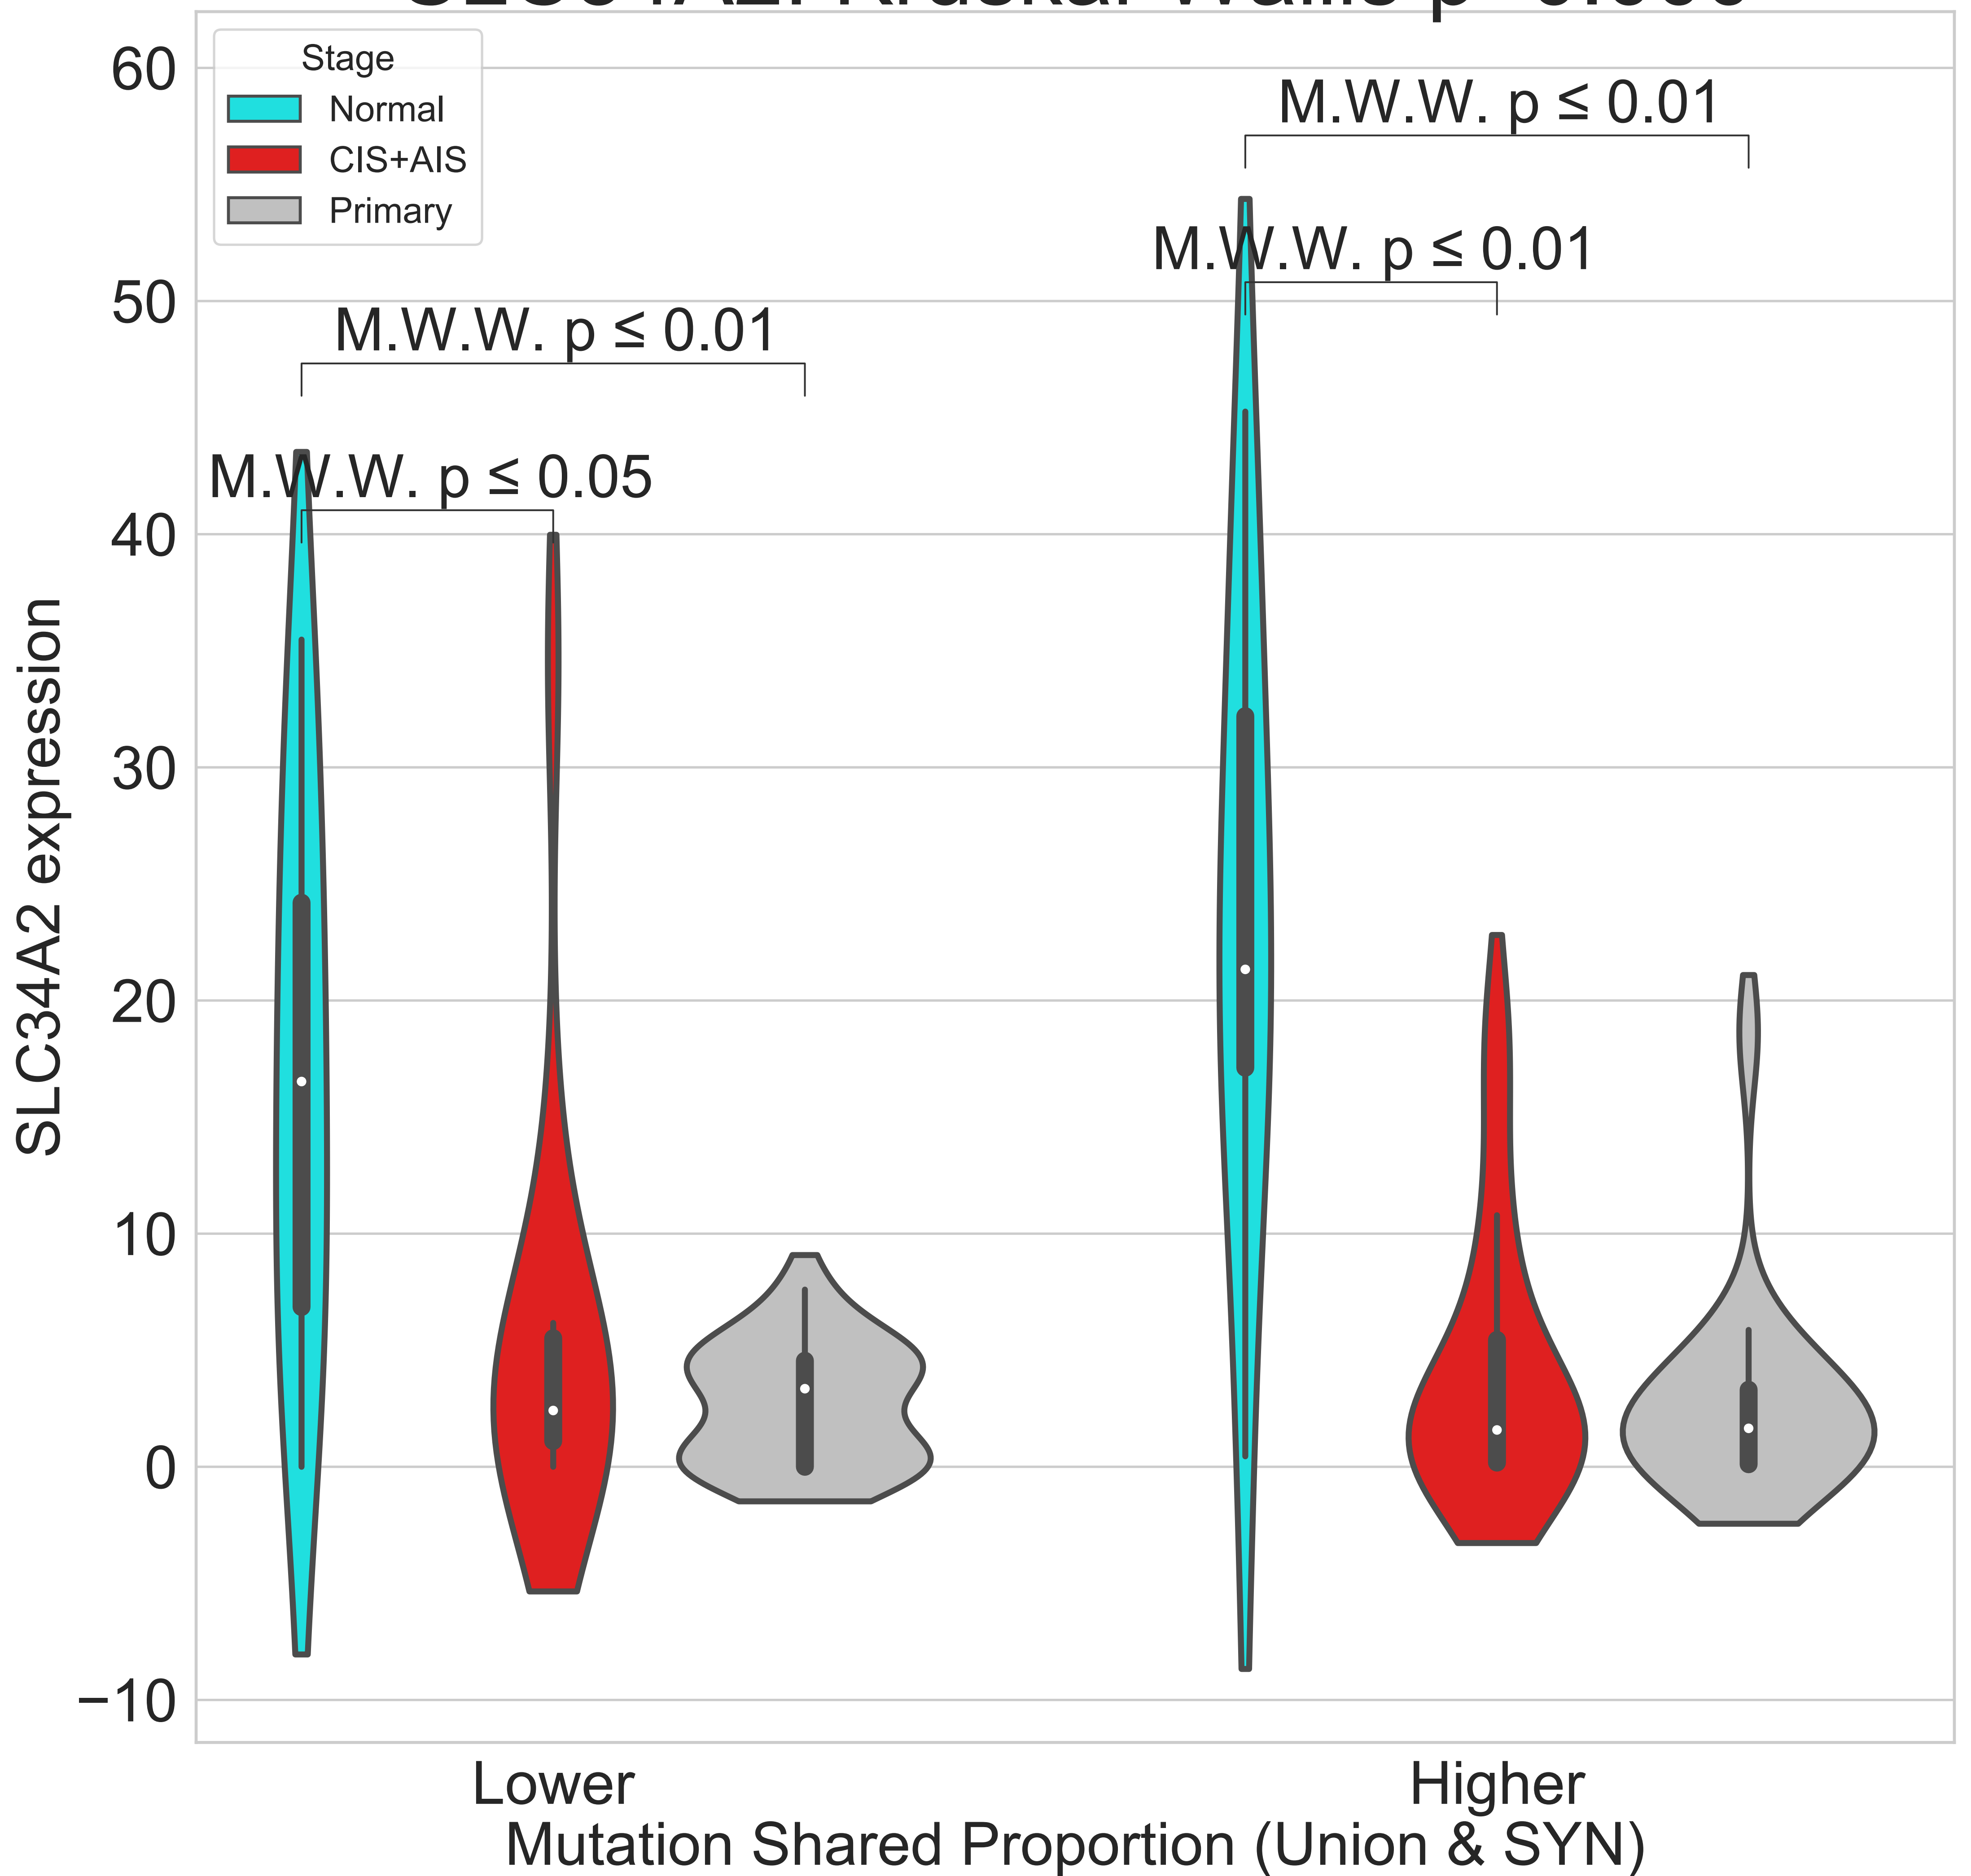 60
50
40
30
20
10
0
−10
SLC34A2 expression
Stage
Normal
CIS+AIS
Primary
M.W.W. p ≤ 0.01
M.W.W. p ≤ 0.01
M.W.W. p ≤ 0.01
M.W.W. p ≤ 0.05
Lower
Higher
Mutation Shared Proportion (Union & SYN)